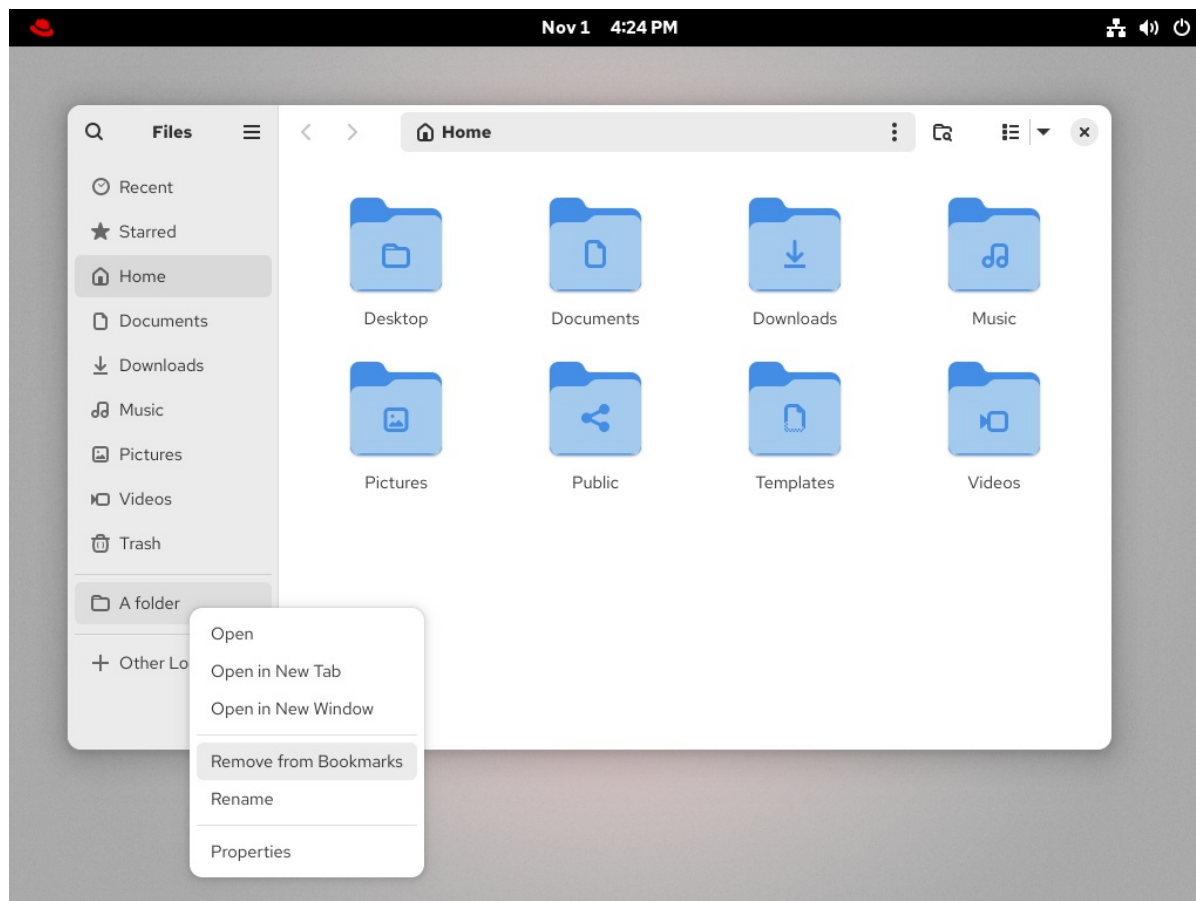 Nov 1 4:24 PM
Files
Home
Recent
Starred
Home
Documents
Downloads
Music
Pictures
Videos
Trash
A folder
Other Lo
Desktop
Documents
Downloads
Music
Pictures
Public
Templates
Videos
Open
Open in New Tab
Open in New Window
Remove from Bookmarks
Rename
Properties